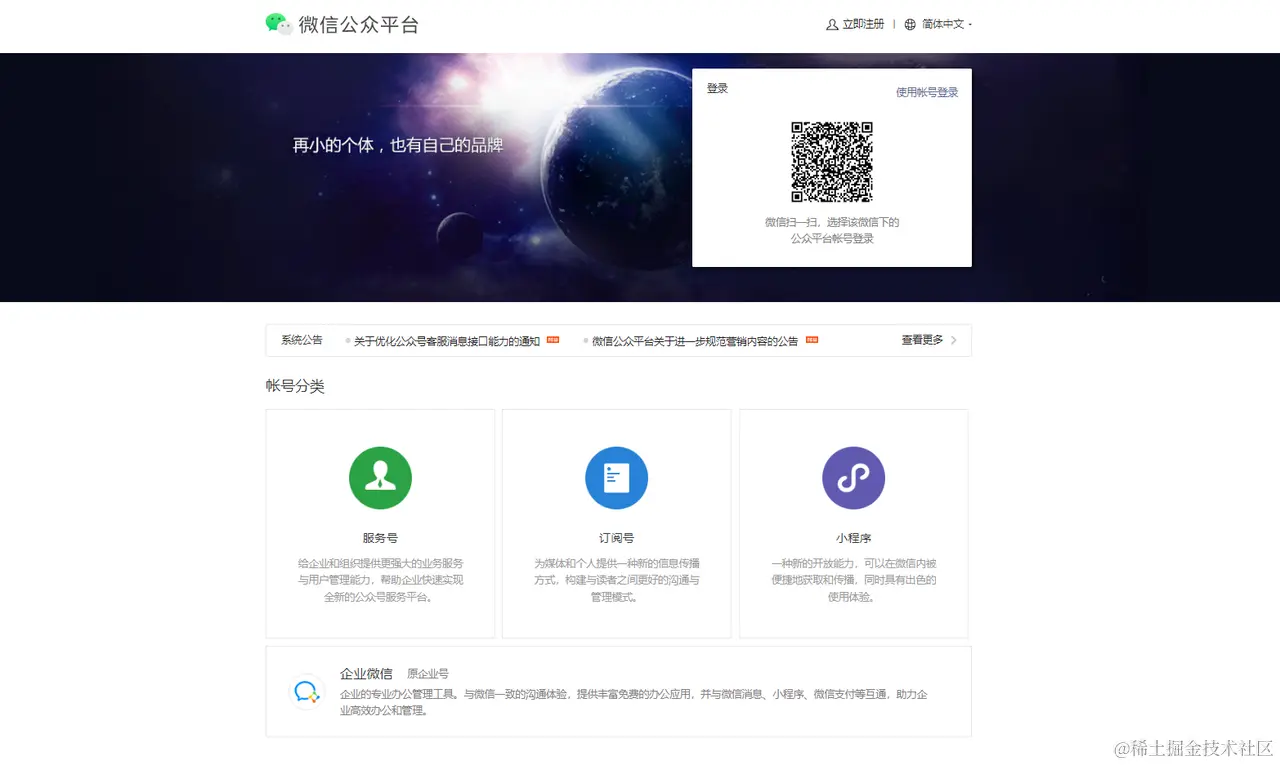 微信公众平台
立即注册 | 简体中文
登录
使用帐号登录
再小的个体，也有自己的品牌
微信扫一扫，选择该微信下的
公众平台帐号登录
系统公告 关于优化公众号客服消息接口能力的通知 微信公众平台关于进一步规范营销内容的公告 查看更多
帐号分类
服务号
给企业和组织提供更强大的业务服务
与用户管理能力，帮助企业快速实现
全新的公众号服务平台。
订阅号
为媒体和个人提供一种新的信息传播
方式，构建与读者之间更好的沟通与
管理模式。
小程序
一种新的开放能力，可以在微信内被
便捷地获取和传播，同时具有出色的
使用体验。
企业微信 原企业号
企业的专业办公管理工具。与微信一致的沟通体验，提供丰富免费的办公应用，并与微信消息、小程序、微信支付等互通，助力企
业高效办公和管理。
@稀土掘金技术社区